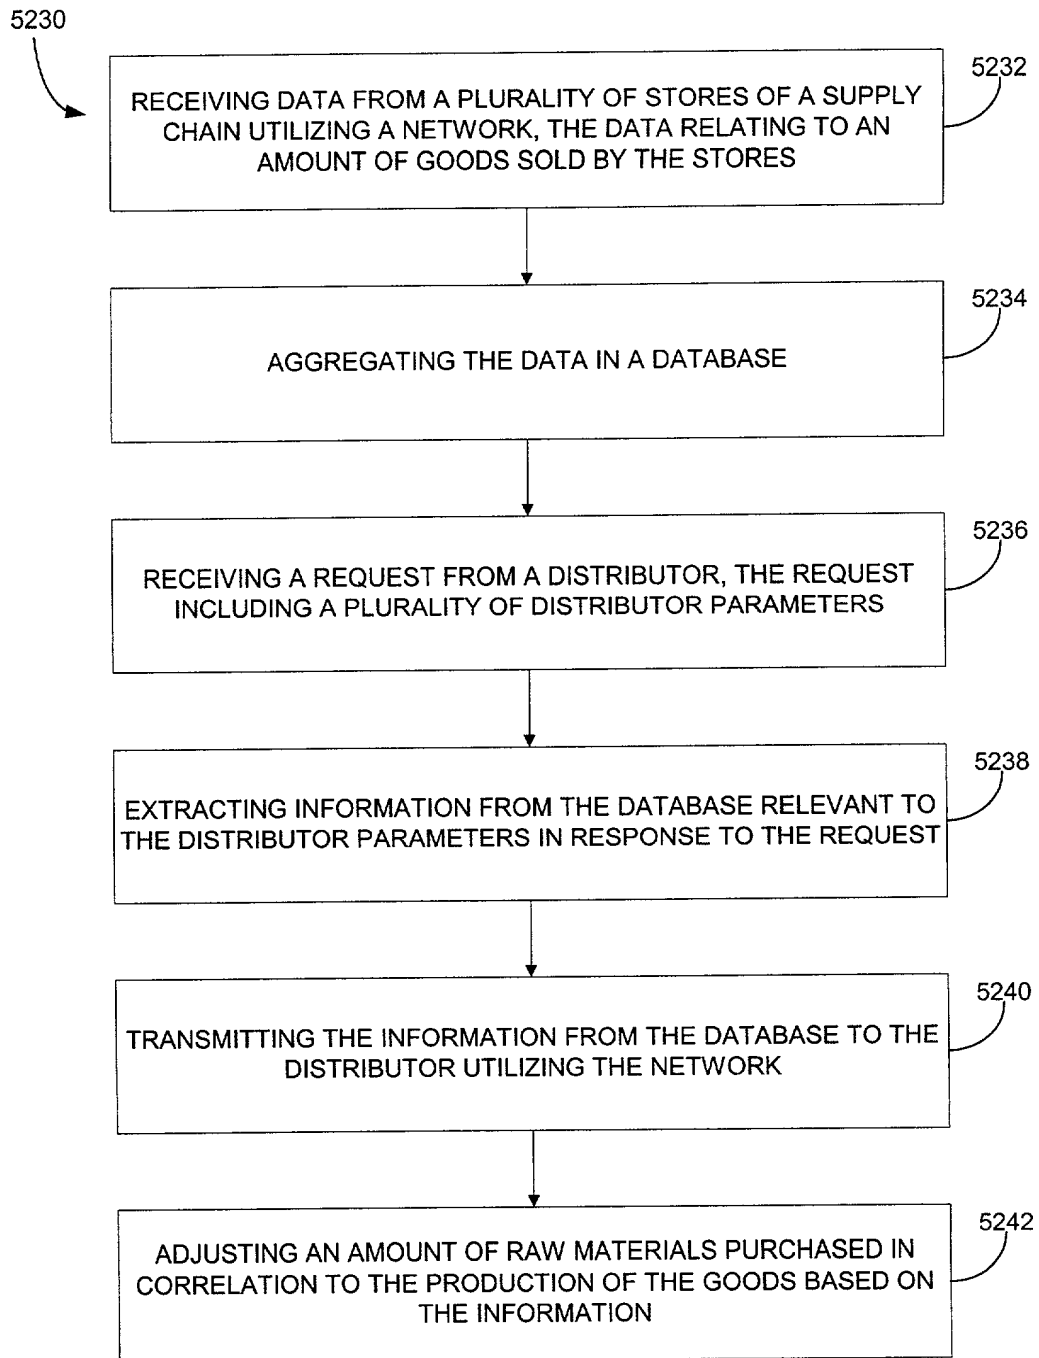 5230
5232
RECEIVING DATA FROM A PLURALITY OF STORES OF A SUPPLY
CHAIN UTILIZING A NETWORK, THE DATA RELATING TO AN
AMOUNT OF GOODS SOLD BY THE STORES
5234
AGGREGATING THE DATA IN A DATABASE
5236
RECEIVING A REQUEST FROM A DISTRIBUTOR, THE REQUEST
INCLUDING A PLURALITY OF DISTRIBUTOR PARAMETERS
5238
EXTRACTING INFORMATION FROM THE DATABASE RELEVANT TO
THE DISTRIBUTOR PARAMETERS IN RESPONSE TO THE REQUEST
5240
TRANSMITTING THE INFORMATION FROM THE DATABASE TO THE
DISTRIBUTOR UTILIZING THE NETWORK
5242
ADJUSTING AN AMOUNT OF RAW MATERIALS PURCHASED IN
CORRELATION TO THE PRODUCTION OF THE GOODS BASED ON
THE INFORMATION